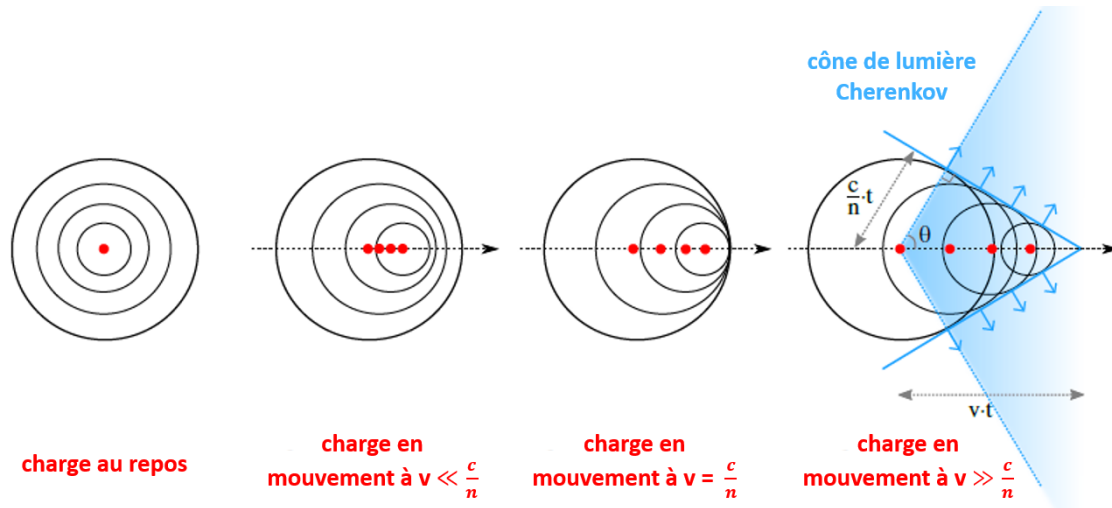 cône de lumière
Cherenkov
c/n·t
θ
v·t
charge au repos
charge en
mouvement à v ≪ c/n
charge en
mouvement à v = c/n
charge en
mouvement à v ≫ c/n